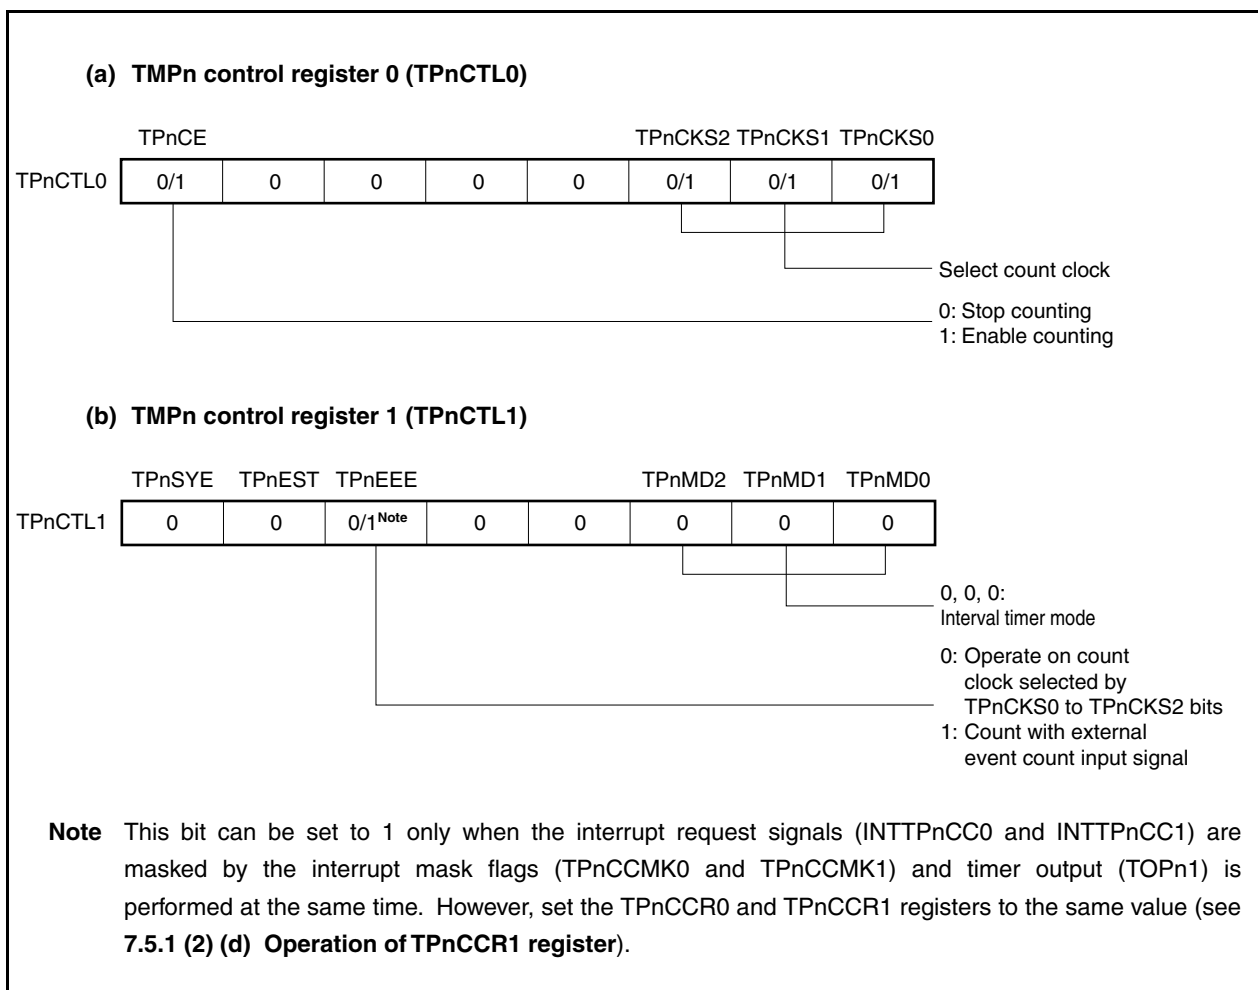 (a) TMPn control register 0 (TPnCTL0)
TPnCE TPnCKS2 TPnCKS1 TPnCKS0
TPnCTL0 0/1 0 0 0 0 0/1 0/1 0/1
Select count clock
0: Stop counting
1: Enable counting
(b) TMPn control register 1 (TPnCTL1)
TPnSYE TPnEST TPnEEE TPnMD2 TPnMD1 TPnMD0
TPnCTL1 0 0 0/1Note 0 0 0 0 0
0, 0, 0:
Interval timer mode
0: Operate on count
clock selected by
TPnCKS0 to TPnCKS2 bits
1: Count with external
event count input signal
Note This bit can be set to 1 only when the interrupt request signals (INTTPnCC0 and INTTPnCC1) are
masked by the interrupt mask flags (TPnCCMK0 and TPnCCMK1) and timer output (TOPn1) is
performed at the same time. However, set the TPnCCR0 and TPnCCR1 registers to the same value (see
7.5.1 (2) (d) Operation of TPnCCR1 register).